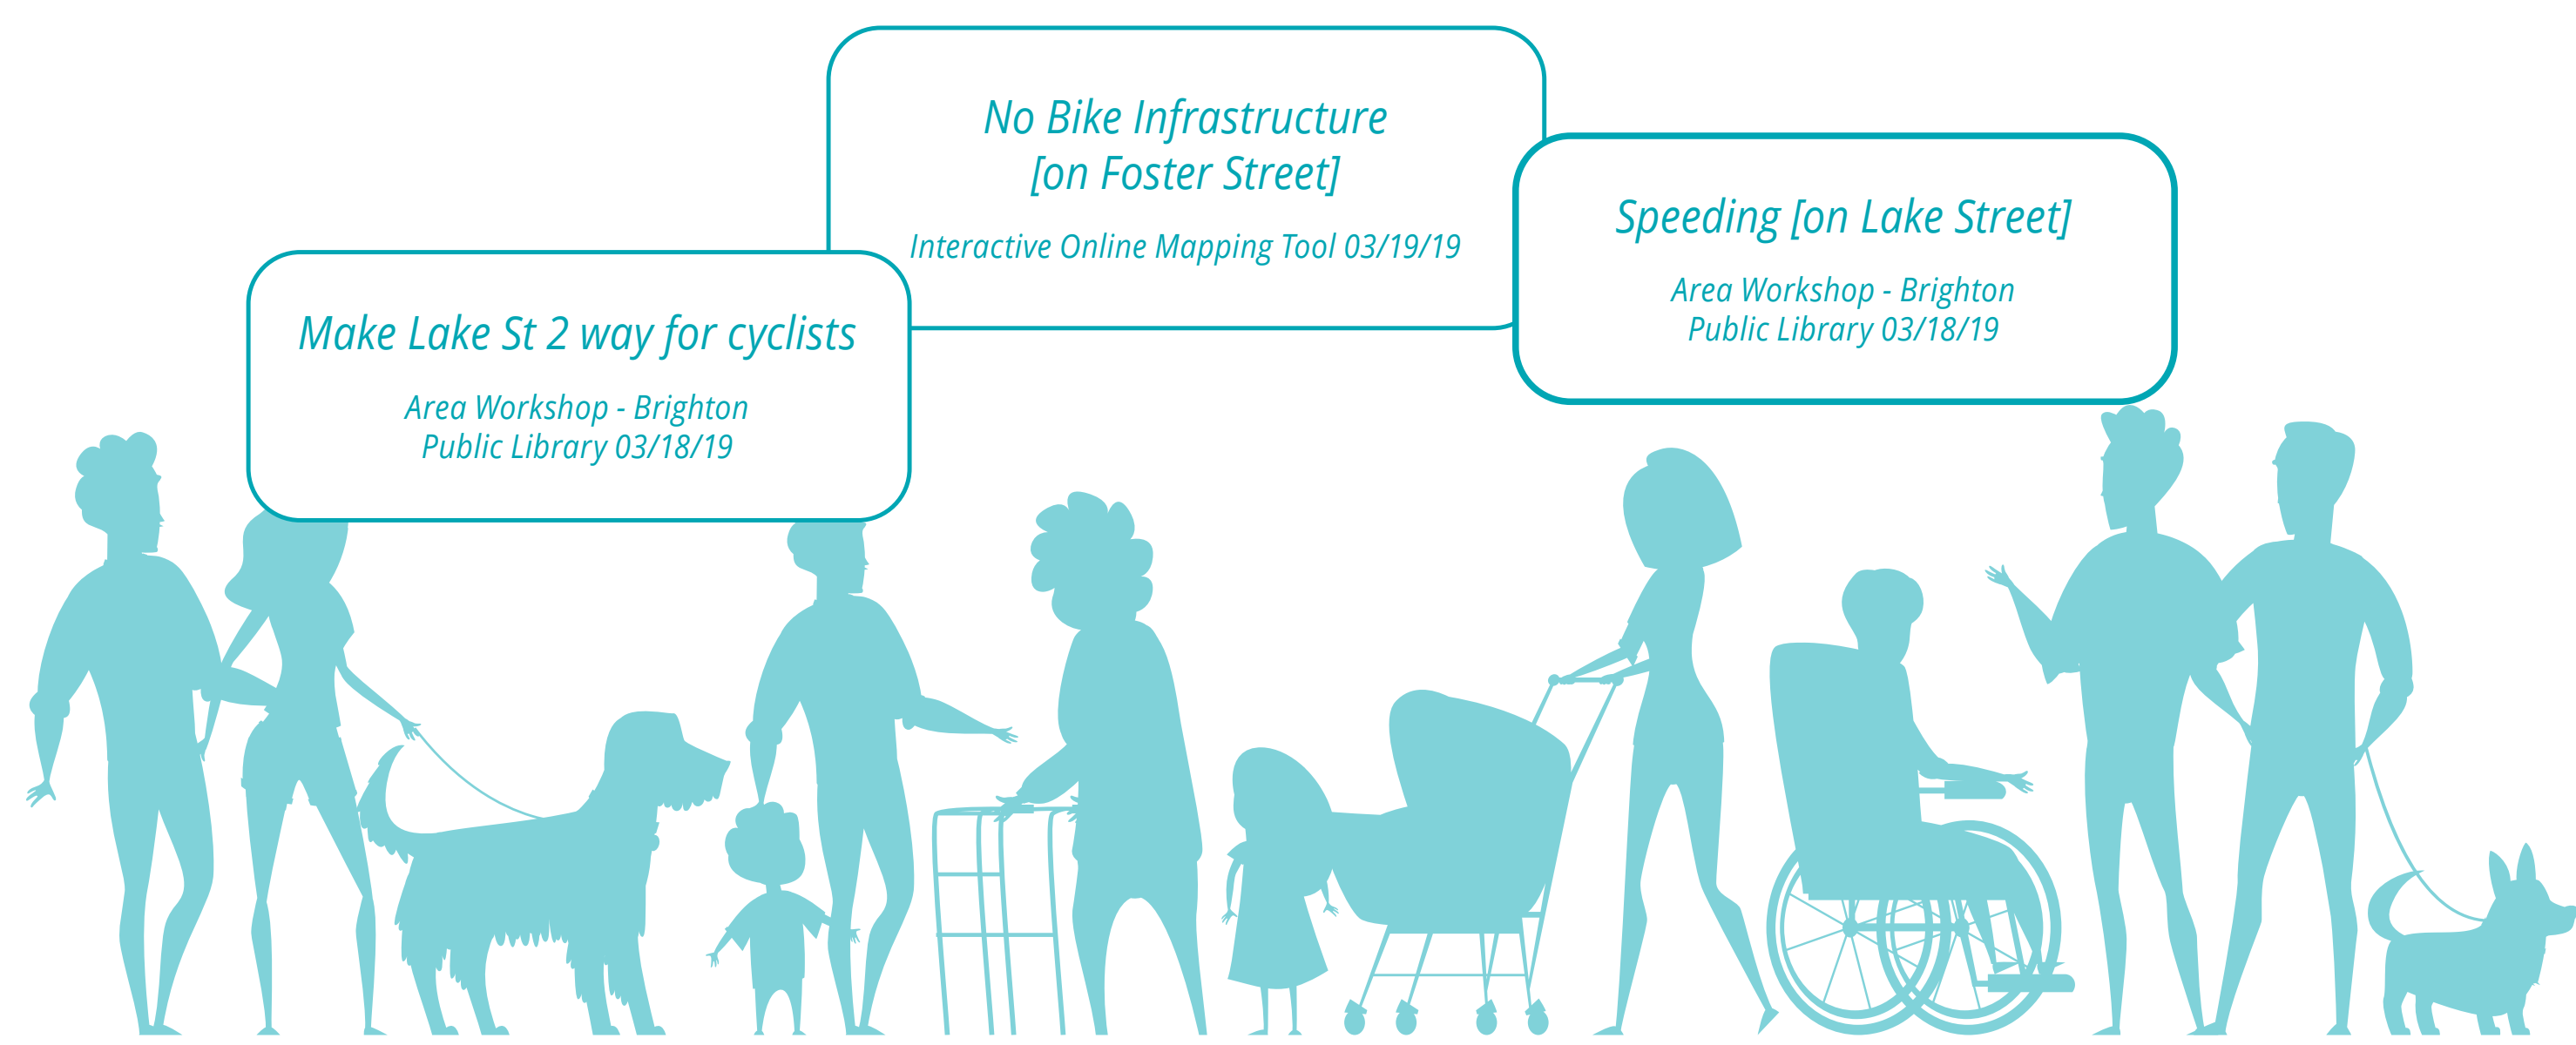 No Bike Infrastructure
[on Foster Street]
Interactive Online Mapping Tool 03/19/19
Speeding [on Lake Street]
Area Workshop - Brighton
Public Library 03/18/19
Make Lake St 2 way for cyclists
Area Workshop - Brighton
Public Library 03/18/19